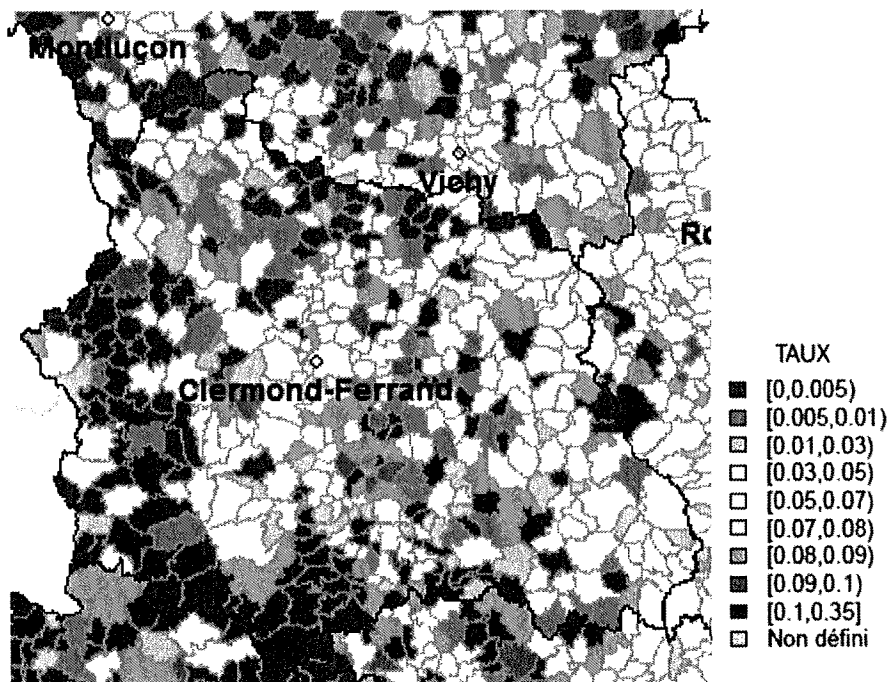 Montluçon
Vichy
Ro
Clermond-Ferrand
TAUX
[0,0.005)
[0.005,0.01)
[0.01,0.03)
[0.03,0.05)
[0.05,0.07)
[0.07,0.08)
[0.08,0.09)
[0.09,0.1)
[0.1,0.35]
Non défini